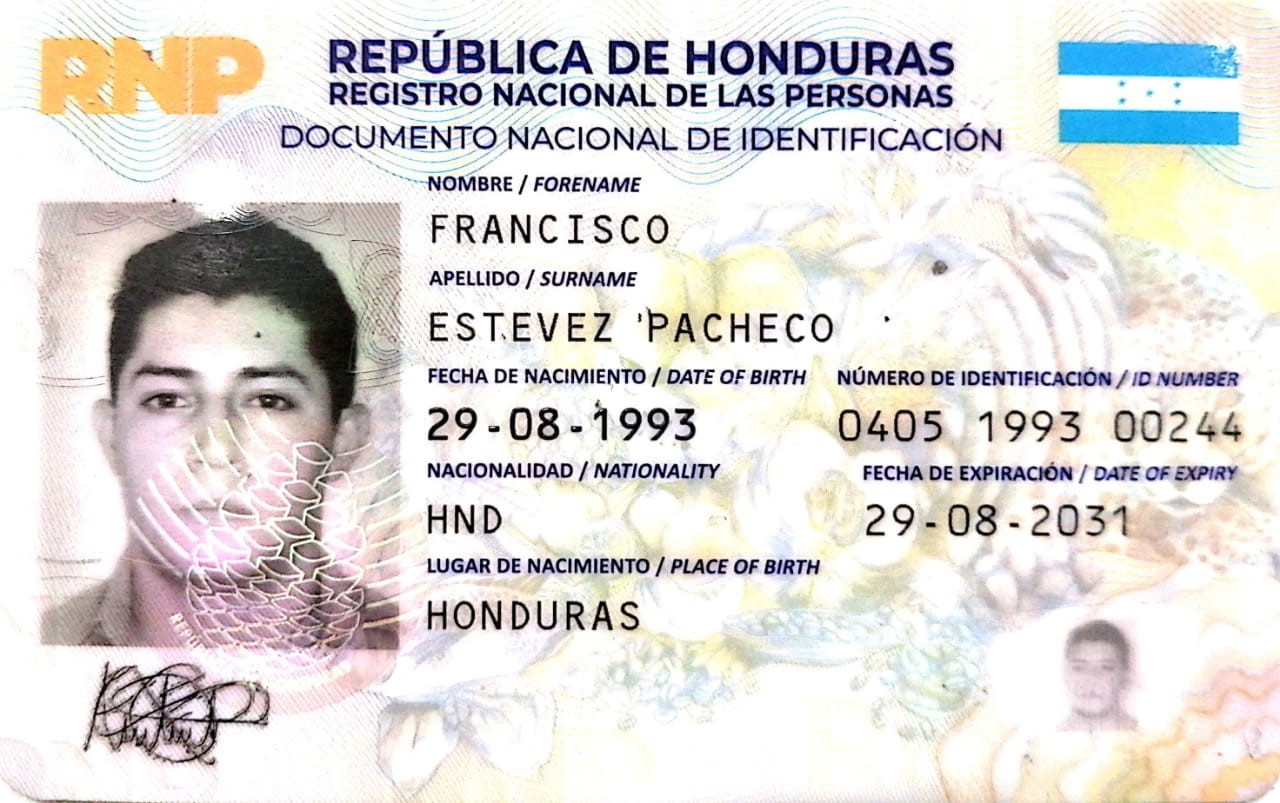 RNP
REPÚBLICA DE HONDURAS
REGISTRO NACIONAL DE LAS PERSONAS
DOCUMENTO NACIONAL DE IDENTIFICACIÓN
NOMBRE / FORENAME
FRANCISCO
APELLIDO / SURNAME
ESTEVEZ PACHECO
FECHA DE NACIMIENTO / DATE OF BIRTH NÚMERO DE IDENTIFICACIÓN / ID NUMBER
29-08-1993 0405 1993 00244
NACIONALIDAD / NATIONALITY FECHA DE EXPIRACIÓN / DATE OF EXPIRY
HND 29-08-2031
LUGAR DE NACIMIENTO / PLACE OF BIRTH
HONDURAS